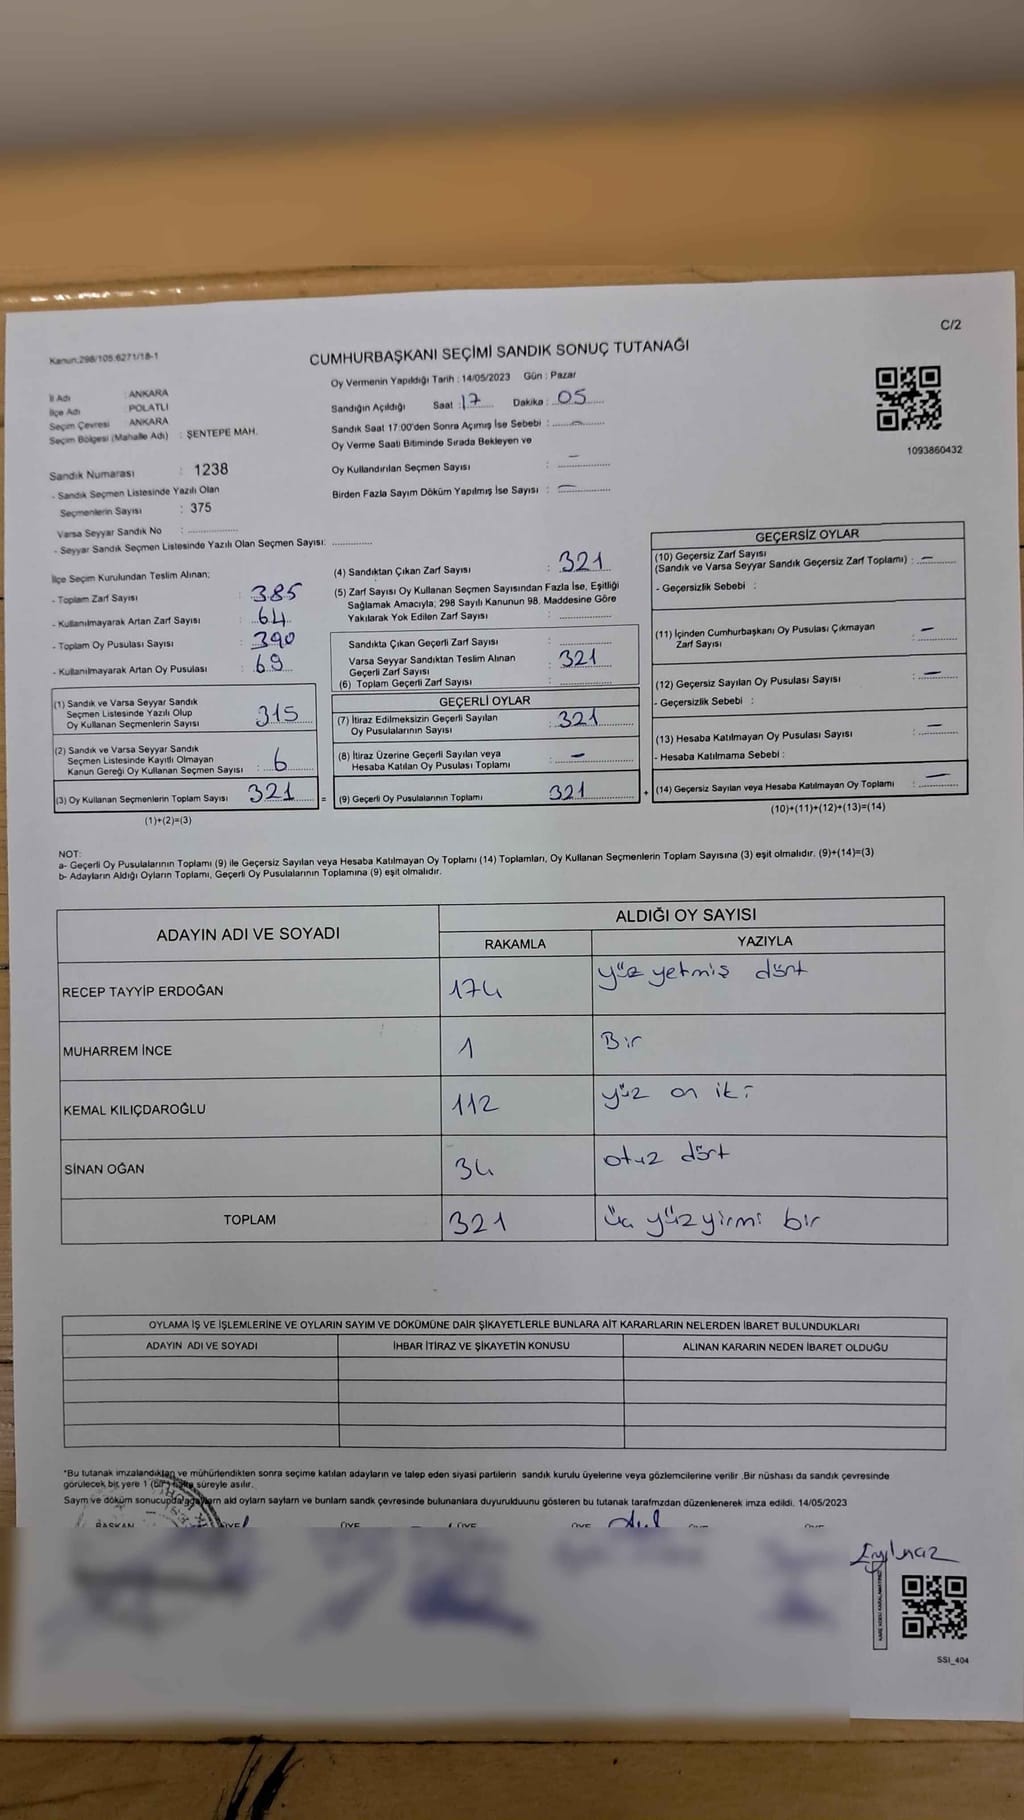 C/2
Kanun.298/105.6271/18-1
CUMHURBAŞKANI SEÇİMİ SANDIK SONUÇ TUTANAĞI
Oy Vermenin Yapıldığı Tarih : 14/05/2023 Gün : Pazar
İl Adı : ANKARA
İlçe Adı : POLATLI
Seçim Çevresi : ANKARA
Seçim Bölgesi (Mahalle Adı) : ŞENTEPE MAH.
Sandığın Açıldığı Saat : 17 Dakika : 05
Sandık Saat 17:00'den Sonra Açımış İse Sebebi : —
Oy Verme Saati Bitiminde Sırada Bekleyen ve
Oy Kullandırılan Seçmen Sayısı : —
Birden Fazla Sayım Döküm Yapılmış İse Sayısı : —
1093860432
Sandık Numarası : 1238
- Sandık Seçmen Listesinde Yazılı Olan
Seçmenlerin Sayısı : 375
Varsa Seyyar Sandık No :
- Seyyar Sandık Seçmen Listesinde Yazılı Olan Seçmen Sayısı:
İlçe Seçim Kurulundan Teslim Alınan;
- Toplam Zarf Sayısı : 385
- Kullanılmayarak Artan Zarf Sayısı : 64
- Toplam Oy Pusulası Sayısı : 390
- Kullanılmayarak Artan Oy Pusulası : 69
(1) Sandık ve Varsa Seyyar Sandık
Seçmen Listesinde Yazılı Olup
Oy Kullanan Seçmenlerin Sayısı : 315
(2) Sandık ve Varsa Seyyar Sandık
Seçmen Listesinde Kayıtlı Olmayan
Kanun Gereği Oy Kullanan Seçmen Sayısı : 6
(3) Oy Kullanan Seçmenlerin Toplam Sayısı : 321
(1)+(2)=(3)
(4) Sandıktan Çıkan Zarf Sayısı : 321
(5) Zarf Sayısı Oy Kullanan Seçmen Sayısından Fazla İse, Eşitliği
Sağlamak Amacıyla; 298 Sayılı Kanunun 98. Maddesine Göre
Yakılarak Yok Edilen Zarf Sayısı :
Sandıkta Çıkan Geçerli Zarf Sayısı :
Varsa Seyyar Sandıktan Teslim Alınan : 321
Geçerli Zarf Sayısı
(6) Toplam Geçerli Zarf Sayısı :
GEÇERLİ OYLAR
(7) İtiraz Edilmeksizin Geçerli Sayılan : 321
Oy Pusulalarının Sayısı
(8) İtiraz Üzerine Geçerli Sayılan veya : —
Hesaba Katılan Oy Pusulası Toplamı
= (9) Geçerli Oy Pusulalarının Toplamı 321
GEÇERSİZ OYLAR
(10) Geçersiz Zarf Sayısı
(Sandık ve Varsa Seyyar Sandık Geçersiz Zarf Toplamı) : —
- Geçersizlik Sebebi :
(11) İçinden Cumhurbaşkanı Oy Pusulası Çıkmayan : —
Zarf Sayısı
(12) Geçersiz Sayılan Oy Pusulası Sayısı : —
- Geçersizlik Sebebi :
(13) Hesaba Katılmayan Oy Pusulası Sayısı : —
- Hesaba Katılmama Sebebi :
+ (14) Geçersiz Sayılan veya Hesaba Katılmayan Oy Toplamı : —
(10)+(11)+(12)+(13)=(14)
NOT:
a- Geçerli Oy Pusulalarının Toplamı (9) ile Geçersiz Sayılan veya Hesaba Katılmayan Oy Toplamı (14) Toplamları, Oy Kullanan Seçmenlerin Toplam Sayısına (3) eşit olmalıdır. (9)+(14)=(3)
b- Adayların Aldığı Oyların Toplamı, Geçerli Oy Pusulalarının Toplamına (9) eşit olmalıdır.
ADAYIN ADI VE SOYADI ALDIĞI OY SAYISI
RAKAMLA YAZIYLA
RECEP TAYYİP ERDOĞAN 174 yüz yetmiş dört
MUHARREM İNCE 1 Bir
KEMAL KILIÇDAROĞLU 112 yüz on iki
SİNAN OĞAN 34 otuz dört
TOPLAM 321 üç yüz yirmi bir
OYLAMA İŞ VE İŞLEMLERİNE VE OYLARIN SAYIM VE DÖKÜMÜNE DAİR ŞİKAYETLERLE BUNLARA AİT KARARLARIN NELERDEN İBARET BULUNDUKLARI
ADAYIN ADI VE SOYADI İHBAR İTİRAZ VE ŞİKAYETİN KONUSU ALINAN KARARIN NEDEN İBARET OLDUĞU
*Bu tutanak imzalandıktan ve mühürlendikten sonra seçime katılan adayların ve talep eden siyasi partilerin sandık kurulu üyelerine veya gözlemcilerine verilir .Bir nüshası da sandık çevresinde
görülecek bir yere 1 (bir) hafta süreyle asılır.
Sayım ve döküm sonucupda adayların ald oyların sayların ve bunlarn sandk çevresinde bulunanlara duyurulduunu gösteren bu tutanak tarafmzdan düzenlenerek imza edildi. 14/05/2023
BAŞKAN ÜYE ÜYE ÜYE ÜYE
SSI_404